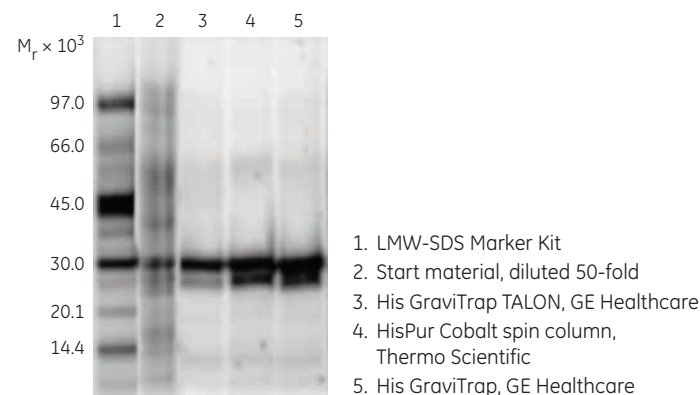 1 2 3 4 5
Mr × 10³
97.0
66.0
45.0
30.0
20.1
14.4
1. LMW-SDS Marker Kit
2. Start material, diluted 50-fold
3. His GraviTrap TALON, GE Healthcare
4. HisPur Cobalt spin column,
Thermo Scientific
5. His GraviTrap, GE Healthcare